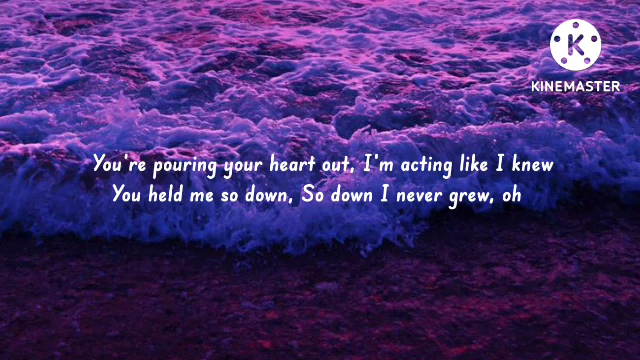 KINEMASTER
You're pouring your heart out, I'm acting like I knew
You held me so down, So down I never grew, oh